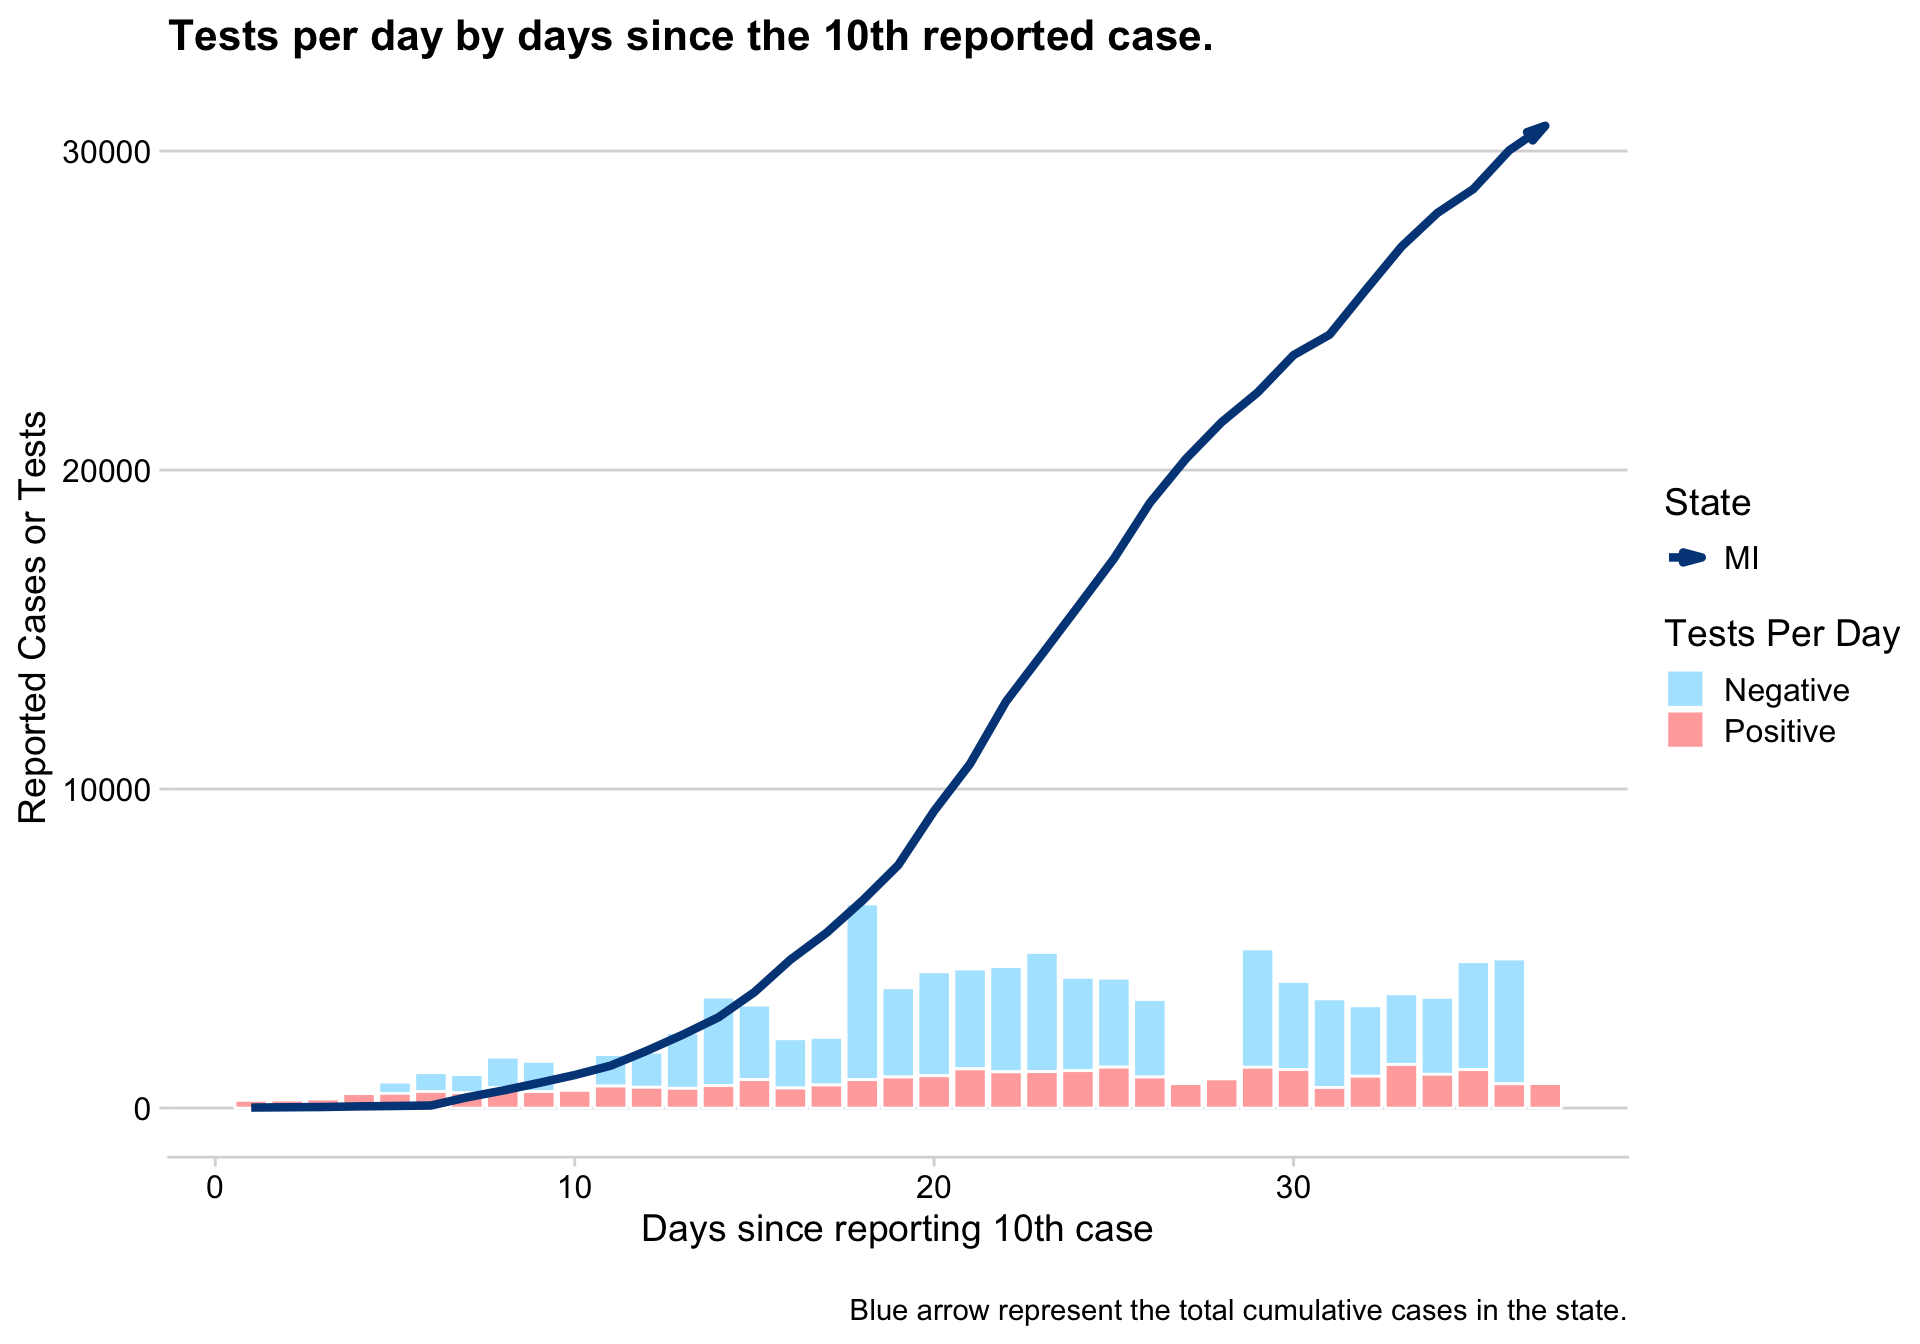 Tests per day by days since the 10th reported case.
30000
20000
10000
0
Reported Cases or Tests
0 10 20 30
Days since reporting 10th case
State
MI
Tests Per Day
Negative
Positive
Blue arrow represent the total cumulative cases in the state.